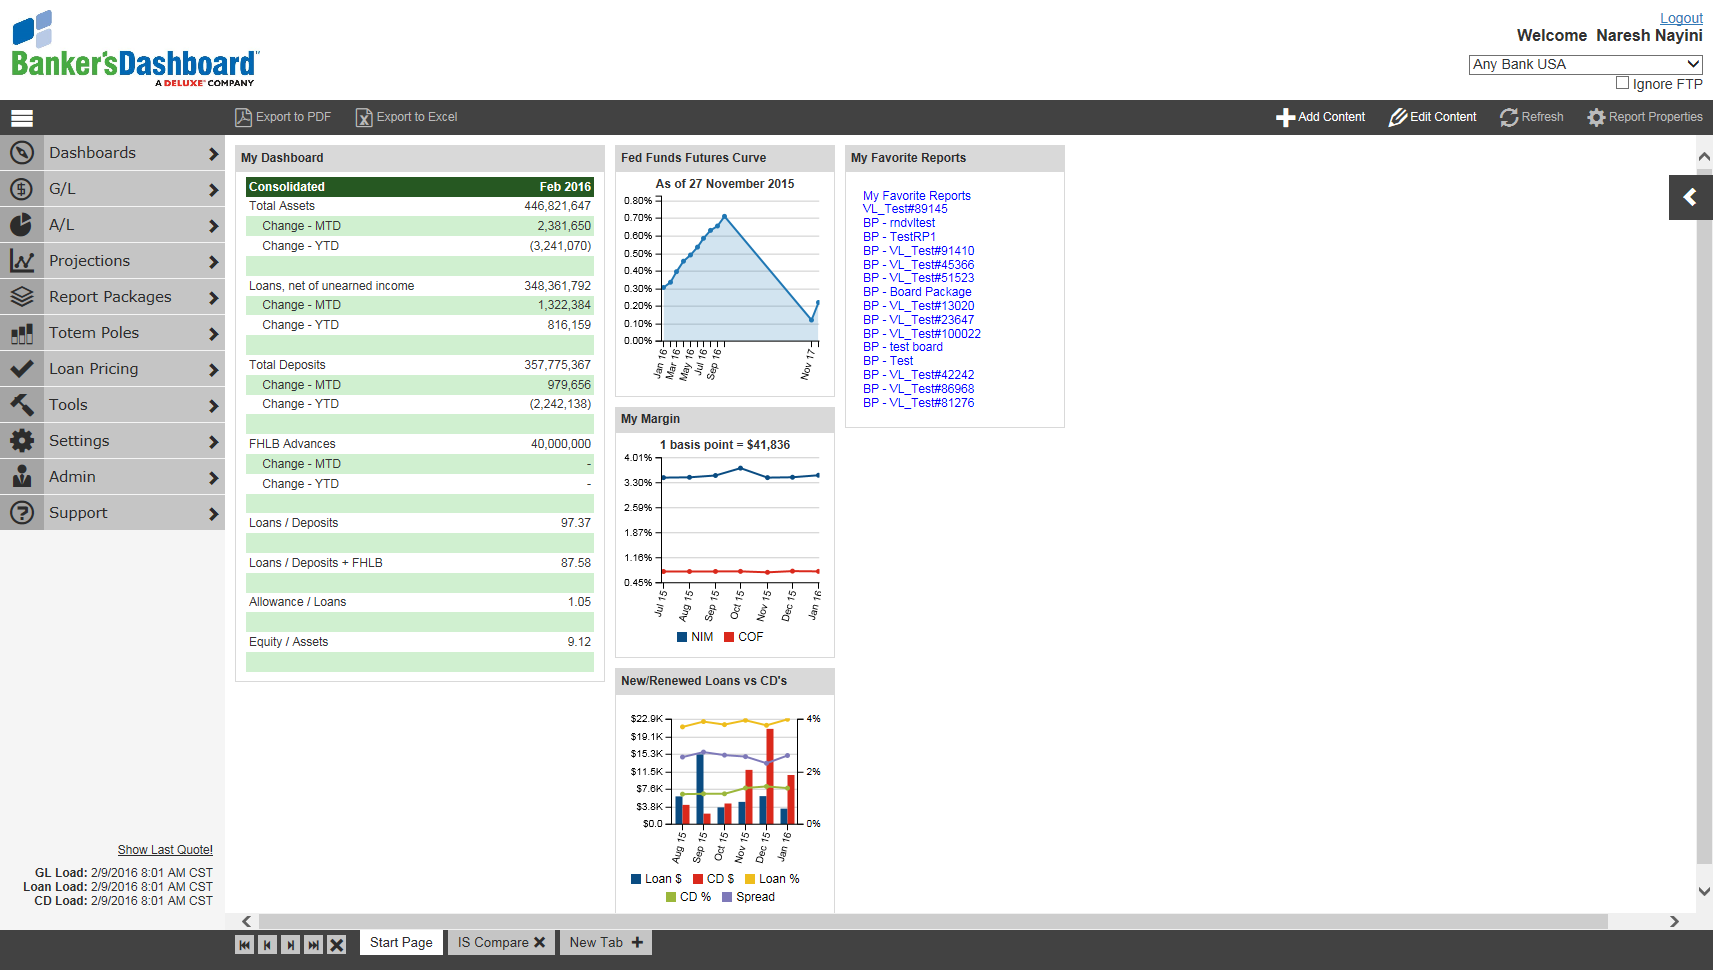 Logout
Welcome Naresh Nayini
Banker'sDashboard
A DELUXE COMPANY
Any Bank USA
Ignore FTP
Export to PDF
Export to Excel
Add Content
Edit Content
Refresh
Report Properties
Dashboards
G/L
A/L
Projections
Report Packages
Totem Poles
Loan Pricing
Tools
Settings
Admin
Support
Show Last Quote!
GL Load: 2/9/2016 8:01 AM CST
Loan Load: 2/9/2016 8:01 AM CST
CD Load: 2/9/2016 8:01 AM CST
My Dashboard
Consolidated Feb 2016
Total Assets 446,821,647
Change - MTD 2,381,650
Change - YTD (3,241,070)
Loans, net of unearned income 348,361,792
Change - MTD 1,322,384
Change - YTD 816,159
Total Deposits 357,775,367
Change - MTD 979,656
Change - YTD (2,242,138)
FHLB Advances 40,000,000
Change - MTD -
Change - YTD -
Loans / Deposits 97.37
Loans / Deposits + FHLB 87.58
Allowance / Loans 1.05
Equity / Assets 9.12
Fed Funds Futures Curve
As of 27 November 2015
0.80%
0.70%
0.60%
0.50%
0.40%
0.30%
0.20%
0.10%
0.00%
Jan 16
Mar 16
May 16
Jul 16
Sep 16
Nov 17
My Margin
1 basis point = $41,836
4.01%
3.30%
2.59%
1.87%
1.16%
0.45%
Jul 15
Aug 15
Sep 15
Oct 15
Nov 15
Dec 15
Jan 16
NIM COF
New/Renewed Loans vs CD's
$22.9K 4%
$19.1K
$15.3K
$11.5K 2%
$7.6K
$3.8K
$0.0 0%
Aug 15
Sep 15
Oct 15
Nov 15
Dec 15
Jan 16
Loan $ CD $ Loan %
CD % Spread
My Favorite Reports
My Favorite Reports
VL_Test#89145
BP - rndvltest
BP - TestRP1
BP - VL_Test#91410
BP - VL_Test#45366
BP - VL_Test#51523
BP - Board Package
BP - VL_Test#13020
BP - VL_Test#23647
BP - VL_Test#100022
BP - test board
BP - Test
BP - VL_Test#42242
BP - VL_Test#86968
BP - VL_Test#81276
Start Page
IS Compare
New Tab